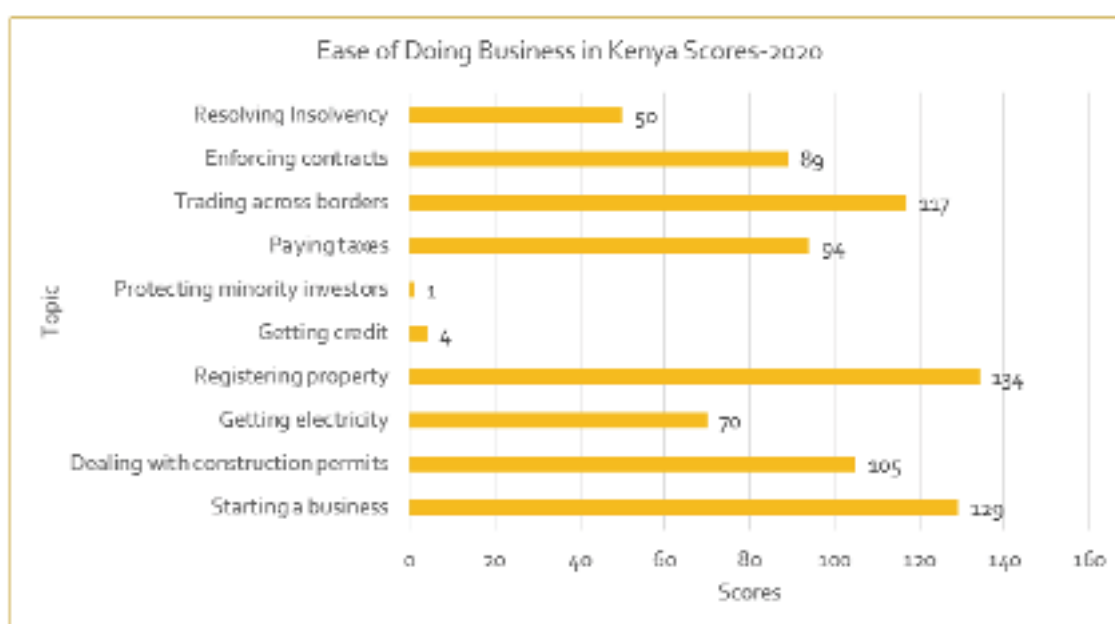 Ease of Doing Business in Kenya Scores-2020
Resolving Insolvency 50
Enforcing contracts 89
Trading across borders 117
Paying taxes 94
Protecting minority investors 1
Getting credit 4
Registering property 134
Getting electricity 70
Dealing with construction permits 105
Starting a business 129
Topic
0 20 40 60 80 100 120 140 160
Scores